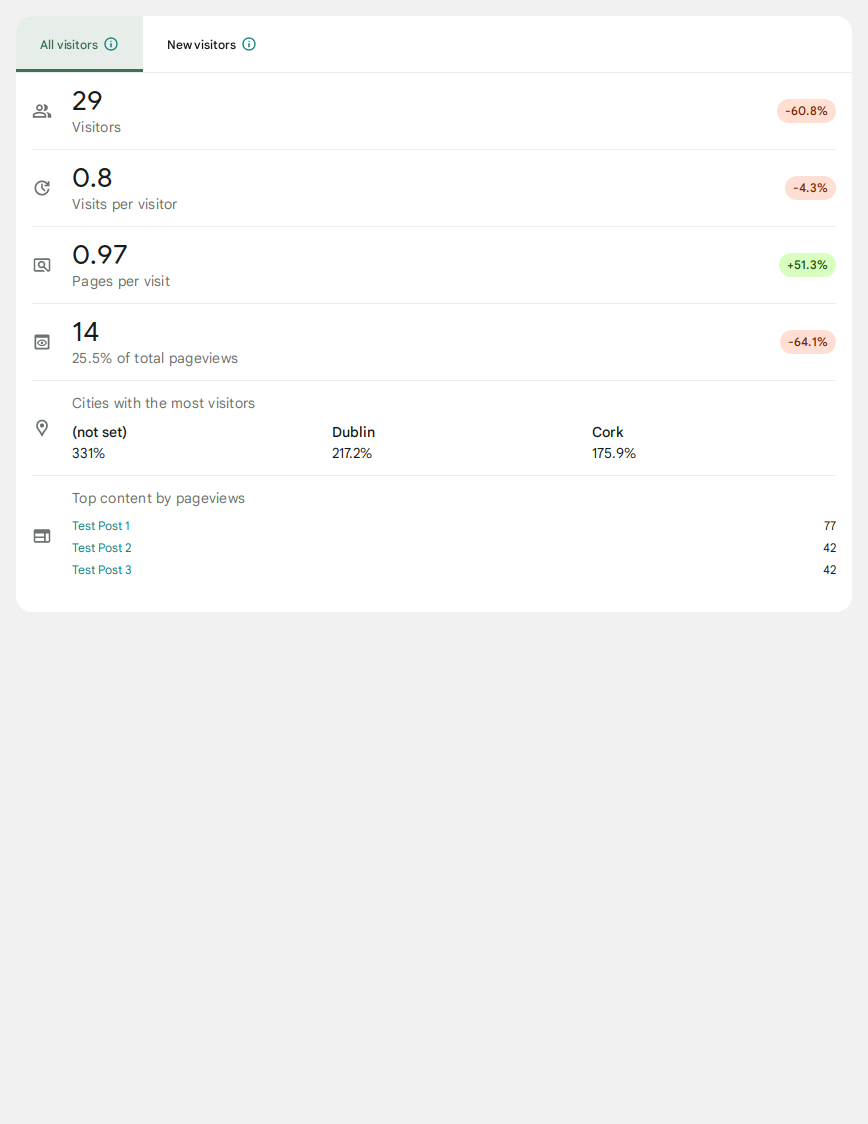 All visitors
New visitors
29
Visitors
-60.8%
0.8
Visits per visitor
-4.3%
0.97
Pages per visit
+51.3%
14
25.5% of total pageviews
-64.1%
Cities with the most visitors
(not set) Dublin Cork
331% 217.2% 175.9%
Top content by pageviews
Test Post 1 77
Test Post 2 42
Test Post 3 42